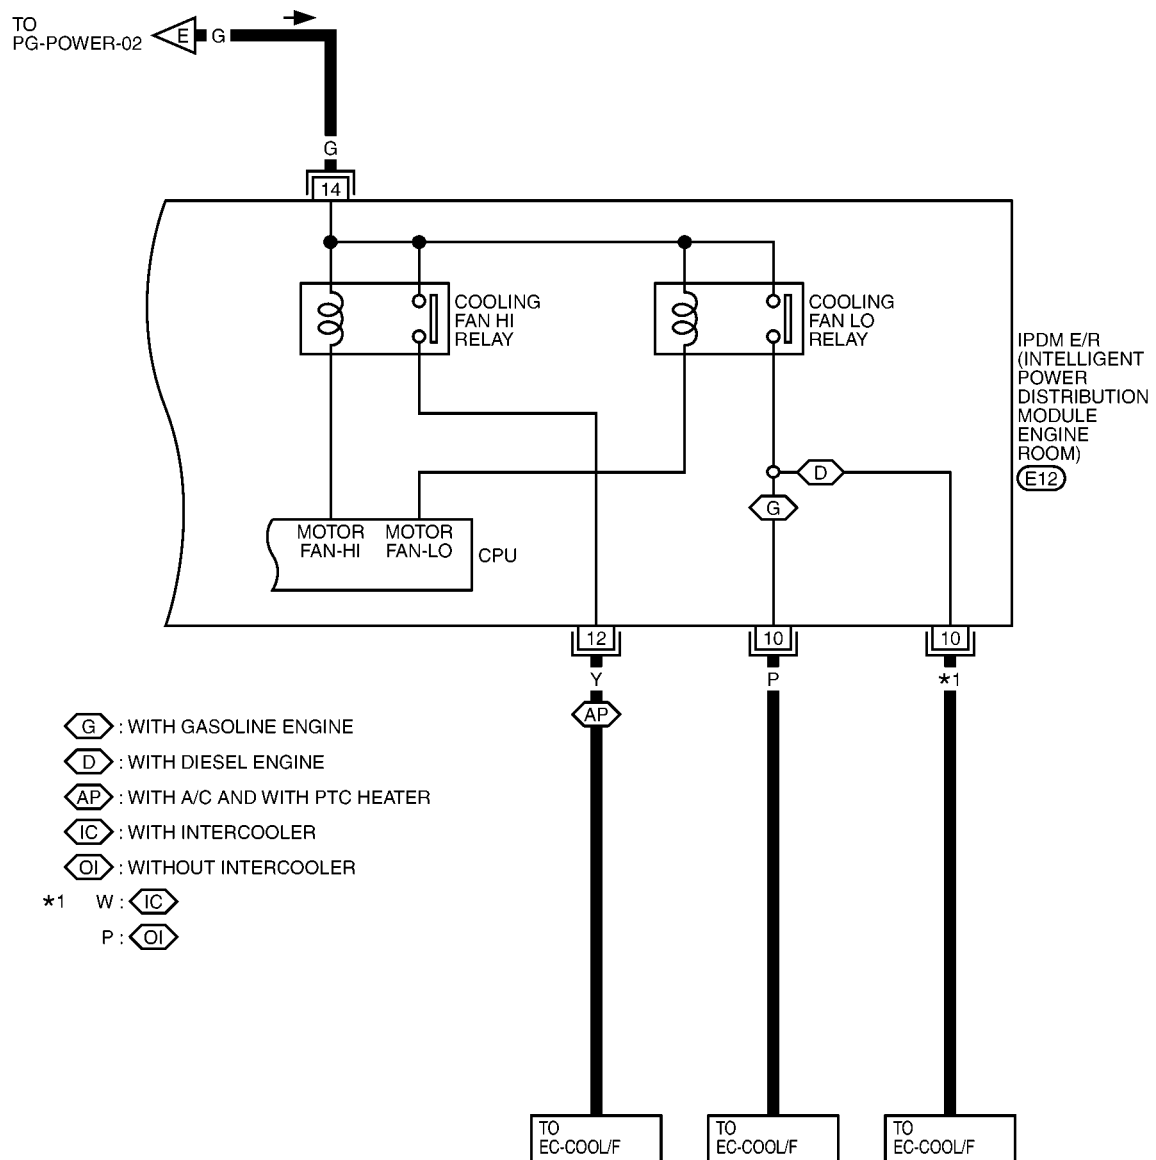 TO
PG-POWER-02
E
G
G
14
COOLING
FAN HI
RELAY
COOLING
FAN LO
RELAY
IPDM E/R
(INTELLIGENT
POWER
DISTRIBUTION
MODULE
ENGINE
ROOM)
E12
D
G
MOTOR
FAN-HI
MOTOR
FAN-LO
CPU
12
10
10
Y
P
*1
AP
G : WITH GASOLINE ENGINE
D : WITH DIESEL ENGINE
AP : WITH A/C AND WITH PTC HEATER
IC : WITH INTERCOOLER
OI : WITHOUT INTERCOOLER
*1 W : IC
P : OI
TO
EC-COOL/F
TO
EC-COOL/F
TO
EC-COOL/F